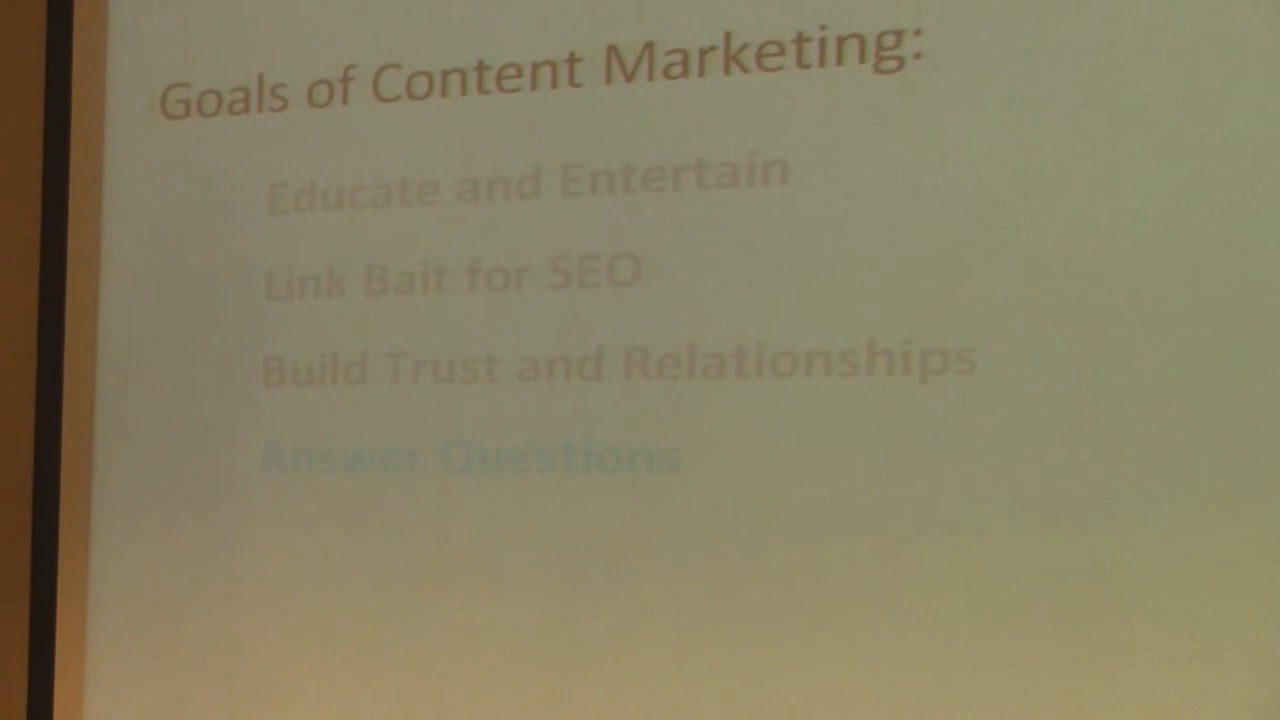 Goals of Content Marketing:
Educate and Entertain
Link Bait for SEO
Build Trust and Relationships
Answer Questions